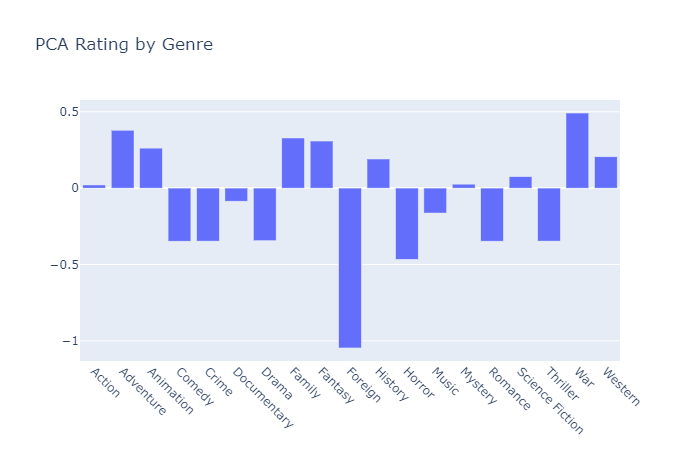 PCA Rating by Genre
0.5
0
−0.5
−1
Action
Adventure
Animation
Comedy
Crime
Documentary
Drama
Family
Fantasy
Foreign
History
Horror
Music
Mystery
Romance
Science Fiction
Thriller
War
Western